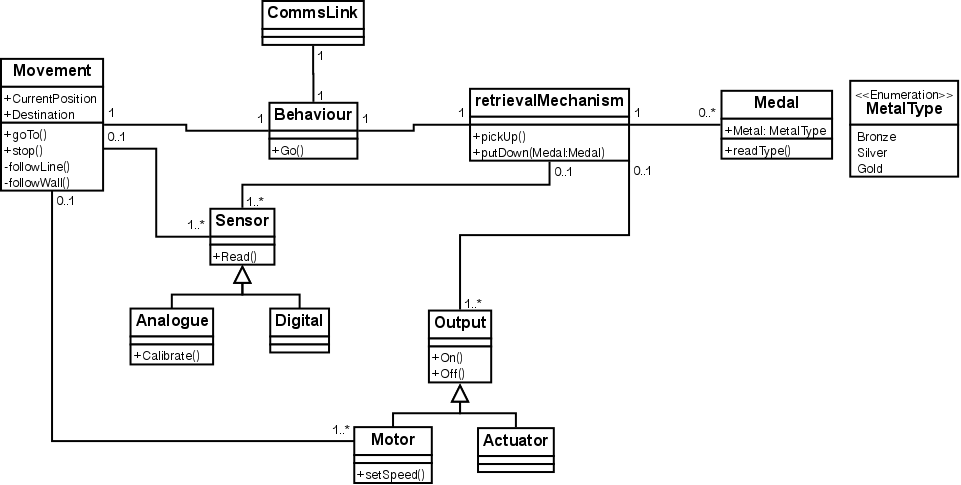 CommsLink
1
1
Movement
+CurrentPosition
+Destination
+goTo()
+stop()
-followLine()
-followWall()
1
0..1
0..1
1
Behaviour
+Go()
1
1
retrievalMechanism
+pickUp()
+putDown(Medal:Medal)
1
0..1
0..1
0..*
Medal
+Metal: MetalType
+readType()
<<Enumeration>>
MetalType
Bronze
Silver
Gold
1..*
1..*
Sensor
+Read()
Analogue
+Calibrate()
Digital
1..*
Output
+On()
+Off()
1..*
Motor
+setSpeed()
Actuator